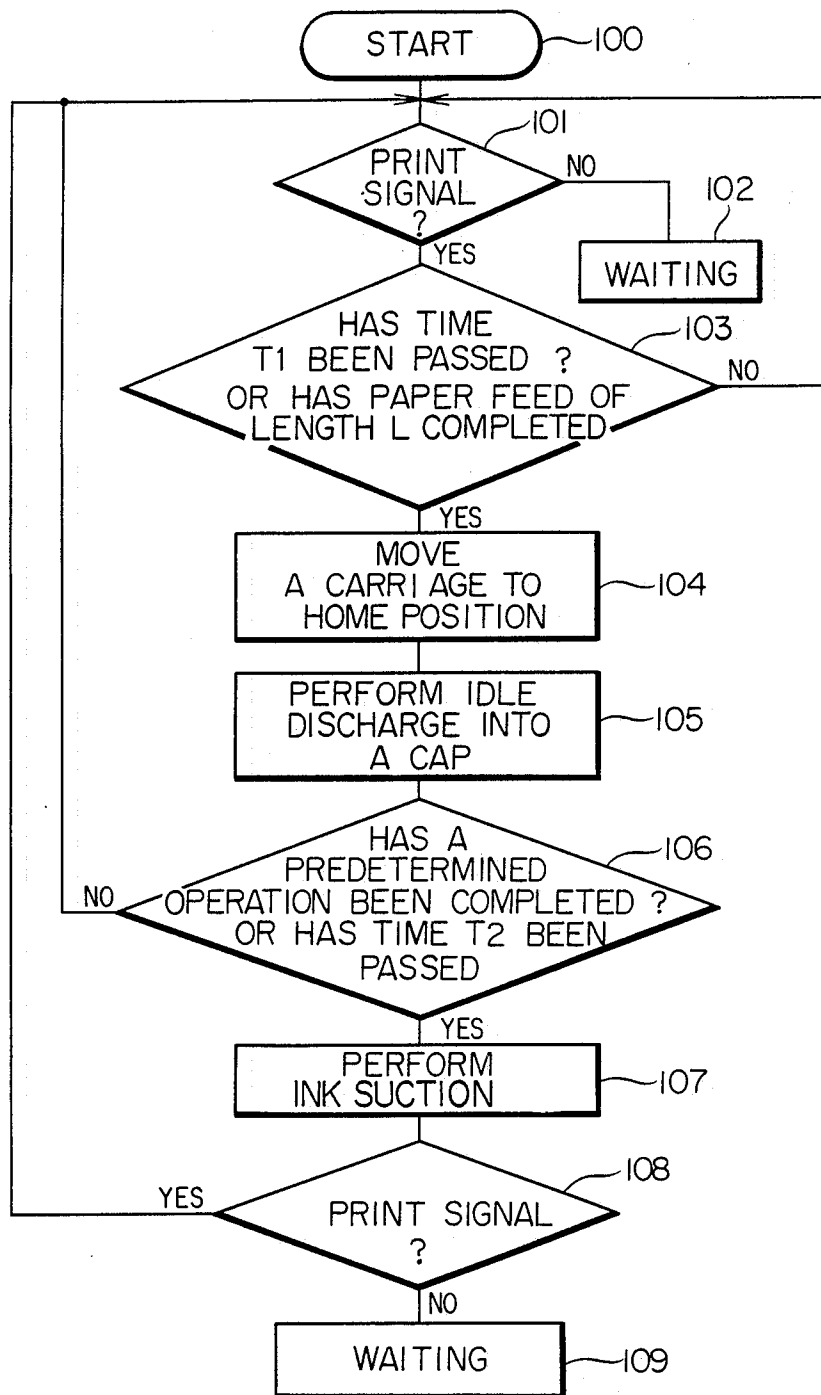 START
100
101
PRINT
SIGNAL
?
NO
102
YES
WAITING
HAS TIME
T1 BEEN PASSED ?
OR HAS PAPER FEED OF
LENGTH L COMPLETED
103
NO
YES
MOVE
A CARRIAGE TO
HOME POSITION
104
PERFORM IDLE
DISCHARGE INTO
A CAP
105
HAS A
PREDETERMINED
OPERATION BEEN COMPLETED ?
OR HAS TIME T2 BEEN
PASSED
106
NO
YES
PERFORM
INK SUCTION
107
108
YES
PRINT SIGNAL
?
NO
WAITING
109